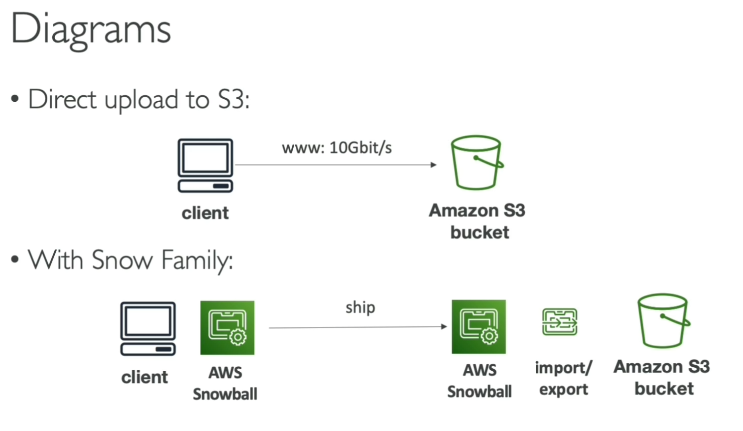 Diagrams
• Direct upload to S3:
www: 10Gbit/s
client
Amazon S3
bucket
• With Snow Family:
ship
client
AWS
Snowball
AWS
Snowball
import/
export
Amazon S3
bucket